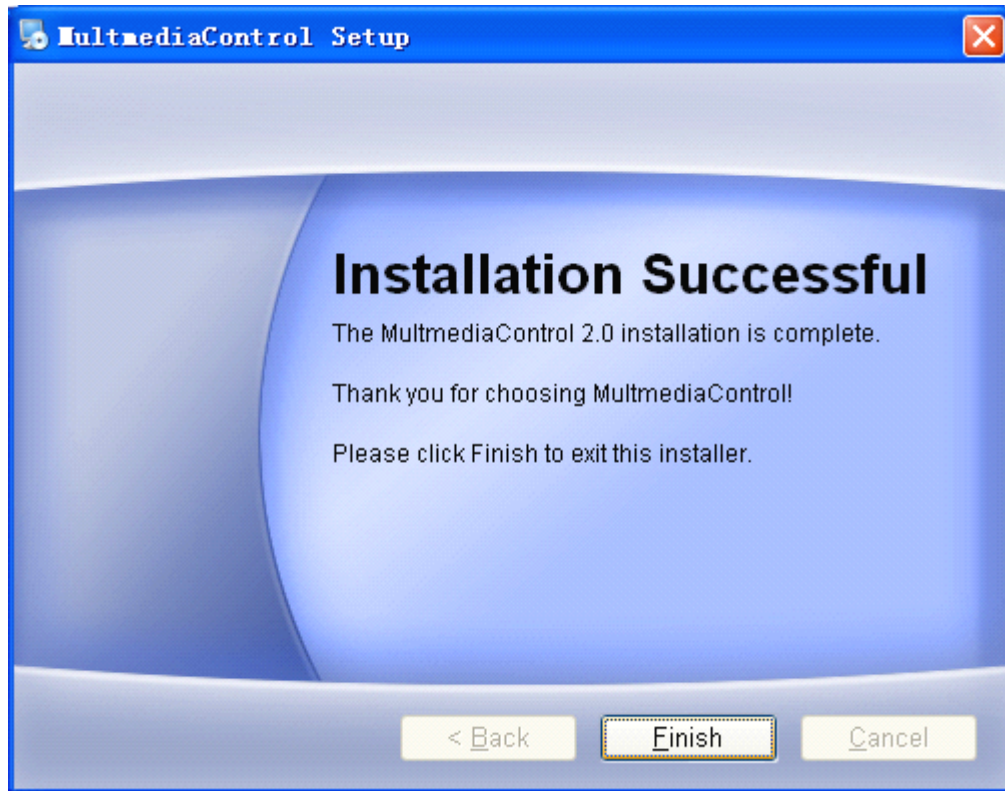 MultmediaControl Setup
Installation Successful
The MultmediaControl 2.0 installation is complete.
Thank you for choosing MultmediaControl!
Please click Finish to exit this installer.
< Back Finish Cancel